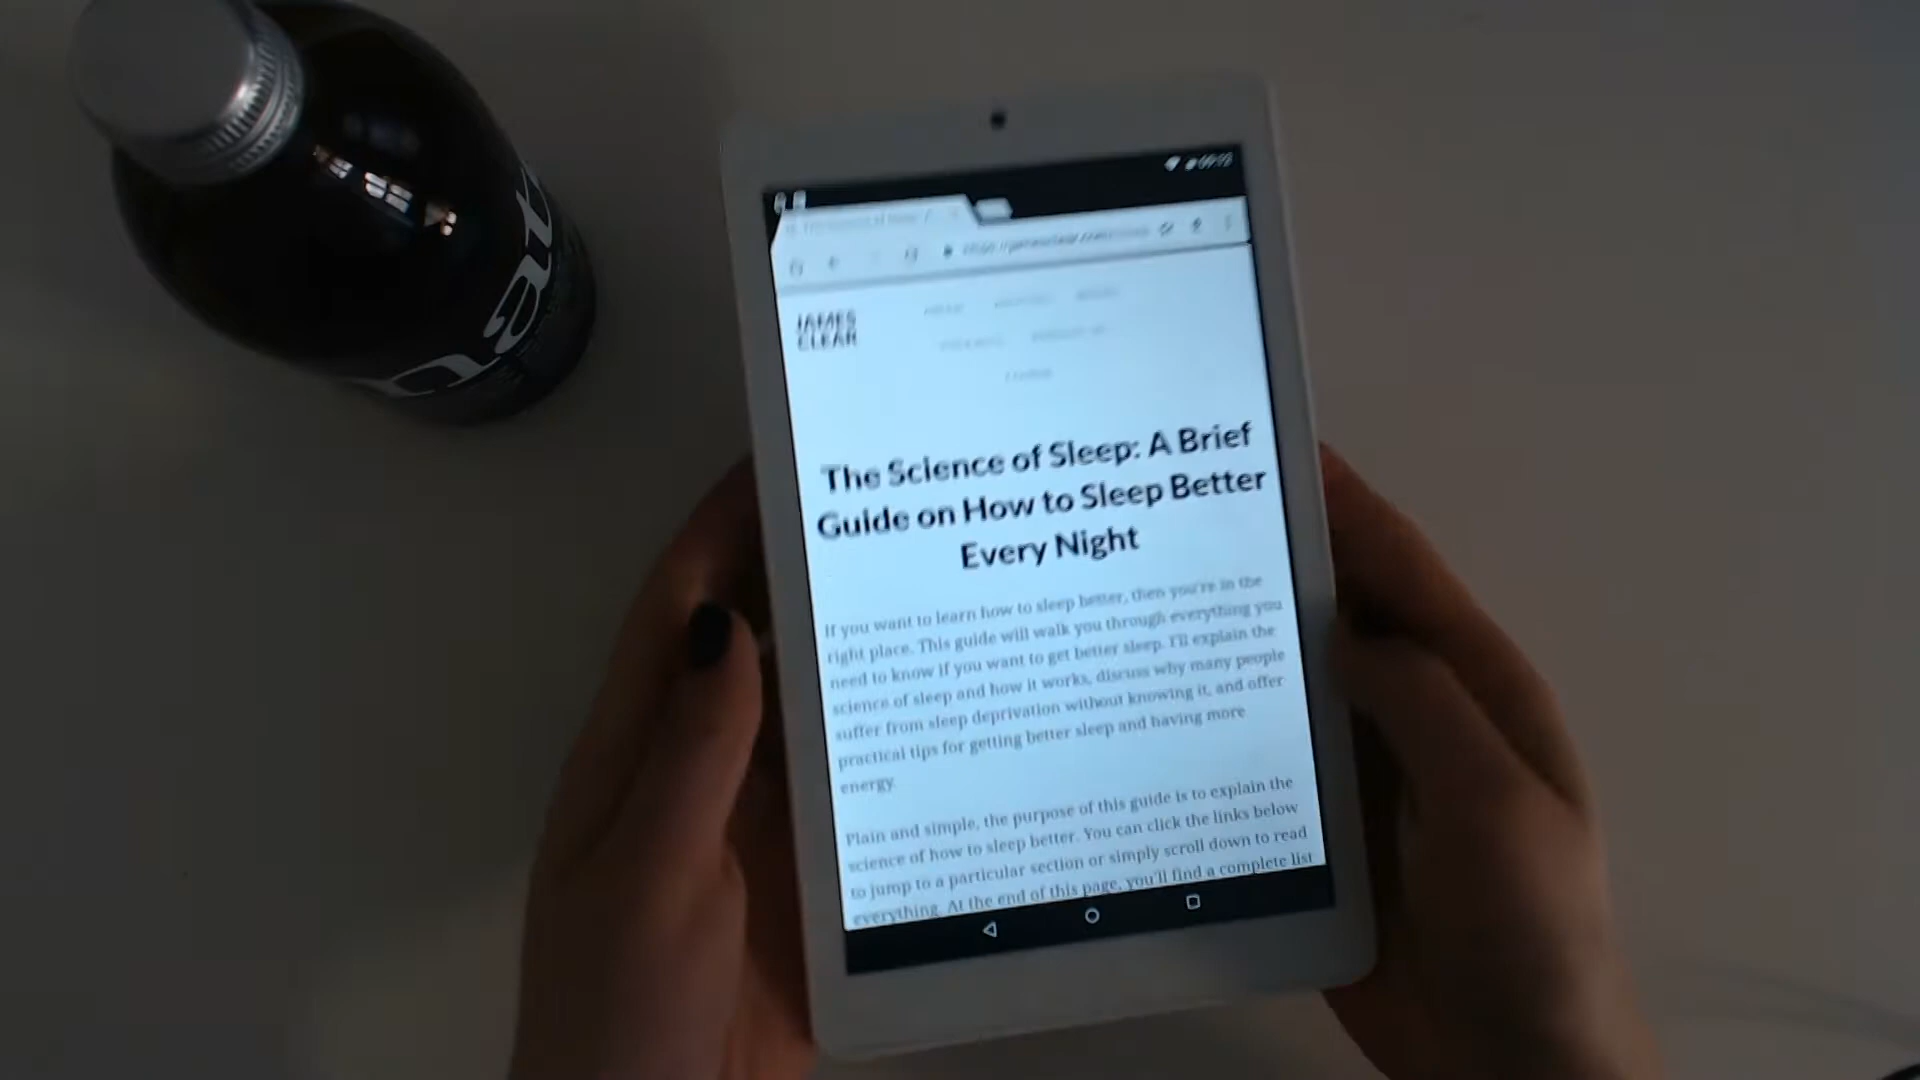 mat
JAMES
CLEAR
The Science of Sleep: A Brief
Guide on How to Sleep Better
Every Night
If you want to learn how to sleep better, then you're in the
right place. This guide will walk you through everything you
need to know if you want to get better sleep. I'll explain the
science of sleep and how it works, discuss why many people
suffer from sleep deprivation without knowing it, and offer
practical tips for getting better sleep and having more
energy.
Plain and simple, the purpose of this guide is to explain the
science of how to sleep better. You can click the links below
to jump to a particular section or simply scroll down to read
everything. At the end of this page, you'll find a complete list